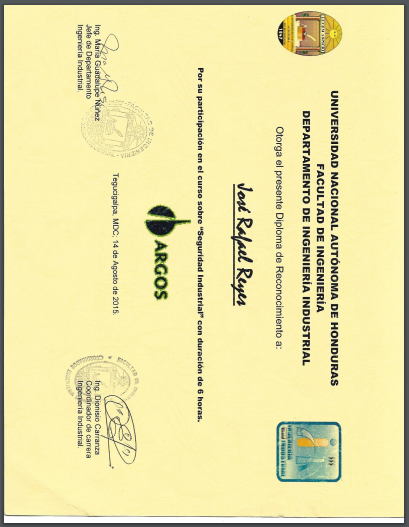 UNIVERSIDAD NACIONAL AUTÓNOMA DE HONDURAS
FACULTAD DE INGENIERÍA
DEPARTAMENTO DE INGENIERÍA INDUSTRIAL
Otorga el presente Diploma de Reconocimiento a:
José Rafael Reyes
Por su participación en el curso sobre "Seguridad Industrial" con duración de 6 horas.
ARGOS
Tegucigalpa, MDC, 14 de Agosto de 2015.
Ing. María Guadalupe Núñez
Jefe de Departamento
Ingeniería Industrial
Ing. Dionisio Carranza
Coordinador de carrera
Ingeniería Industrial